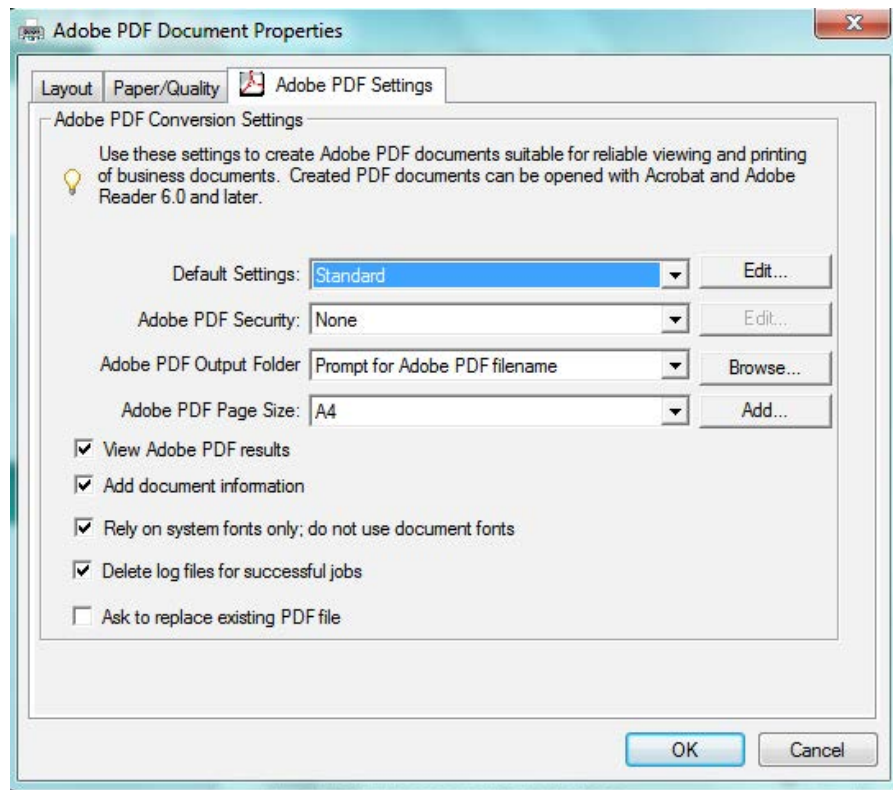 Adobe PDF Document Properties
Layout Paper/Quality Adobe PDF Settings
Adobe PDF Conversion Settings
Use these settings to create Adobe PDF documents suitable for reliable viewing and printing
of business documents. Created PDF documents can be opened with Acrobat and Adobe
Reader 6.0 and later.
Default Settings: Standard Edit...
Adobe PDF Security: None Edit...
Adobe PDF Output Folder Prompt for Adobe PDF filename Browse...
Adobe PDF Page Size: A4 Add...
View Adobe PDF results
Add document information
Rely on system fonts only; do not use document fonts
Delete log files for successful jobs
Ask to replace existing PDF file
OK Cancel